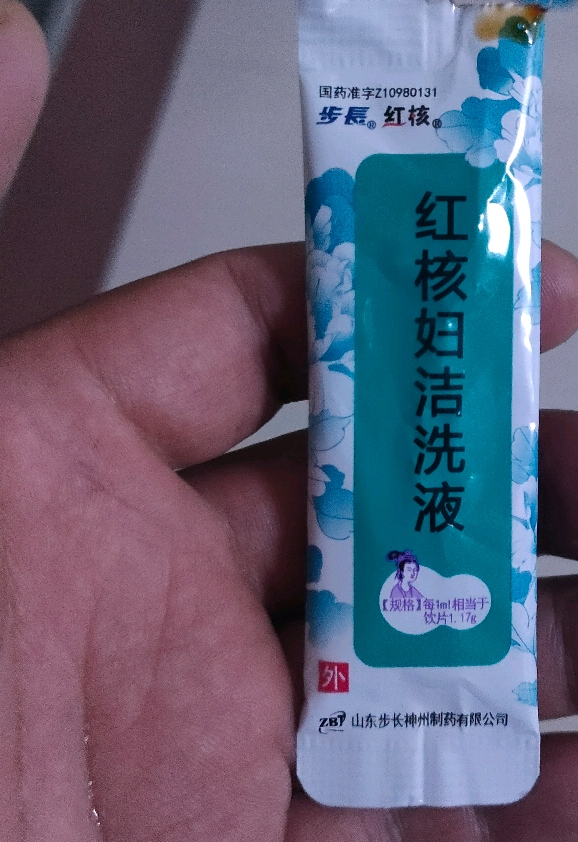 国药准字Z10980131
步長® 红核®
红核妇洁洗液
【规格】每1ml相当于
饮片1.17g
外
ZBT 山东步长神州制药有限公司